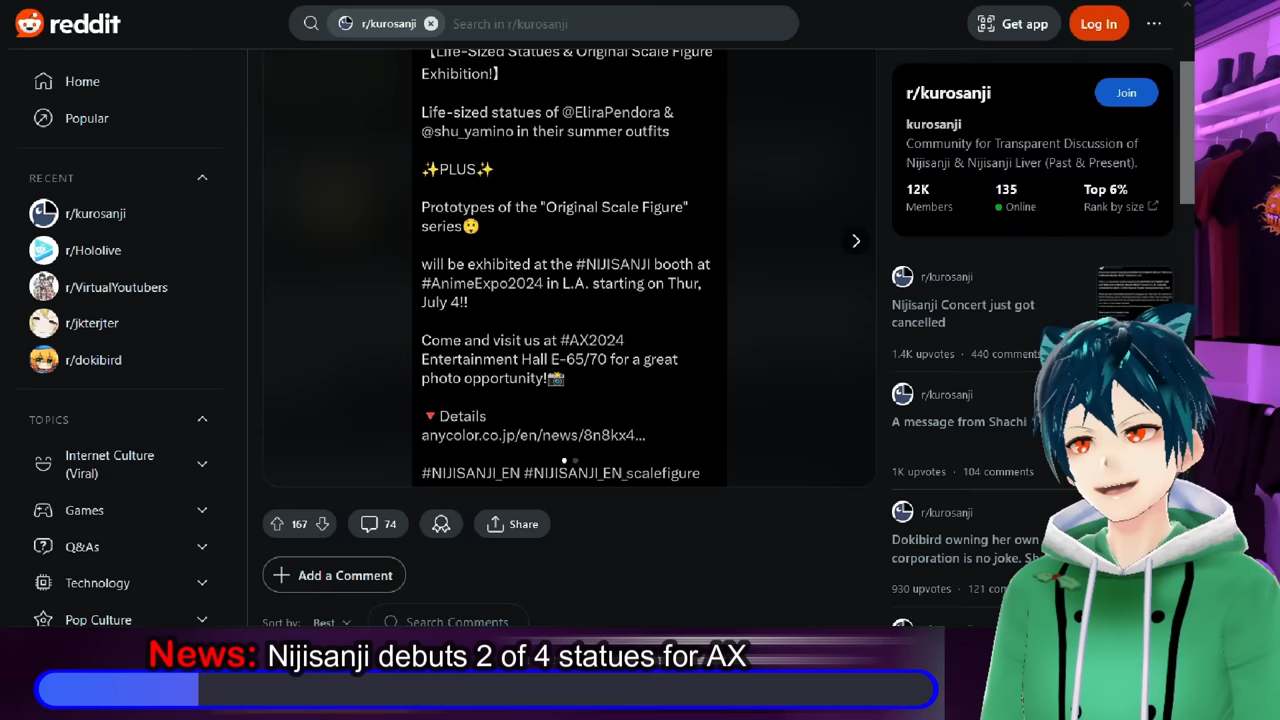 reddit
r/kurosanji
Search in r/kurosanji
Get app
Log In
Home
Popular
RECENT
r/kurosanji
r/Hololive
r/VirtualYoutubers
r/jkterjter
r/dokibird
TOPICS
Internet Culture
(Viral)
Games
Q&As
Technology
Pop Culture
【Life-Sized Statues & Original Scale Figure
Exhibition!】
Life-sized statues of @EliraPendora &
@shu_yamino in their summer outfits
✨PLUS✨
Prototypes of the "Original Scale Figure"
series😲
will be exhibited at the #NIJISANJI booth at
#AnimeExpo2024 in L.A. starting on Thur,
July 4!!
Come and visit us at #AX2024
Entertainment Hall E-65/70 for a great
photo opportunity!📸
🔻Details
anycolor.co.jp/en/news/8n8kx4...
#NIJISANJI_EN #NIJISANJI_EN_scalefigure
167
74
Share
Add a Comment
Sort by: Best
Search Comments
r/kurosanji
Join
kurosanji
Community for Transparent Discussion of
Nijisanji & Nijisanji Liver (Past & Present).
12K
Members
135
Online
Top 6%
Rank by size
r/kurosanji
Nijisanji Concert just got
cancelled
1.4K upvotes · 440 comments
r/kurosanji
A message from Shachi
1K upvotes · 104 comments
r/kurosanji
Dokibird owning her own
corporation is no joke.
930 upvotes · 121
News: Nijisanji debuts 2 of 4 statues for AX